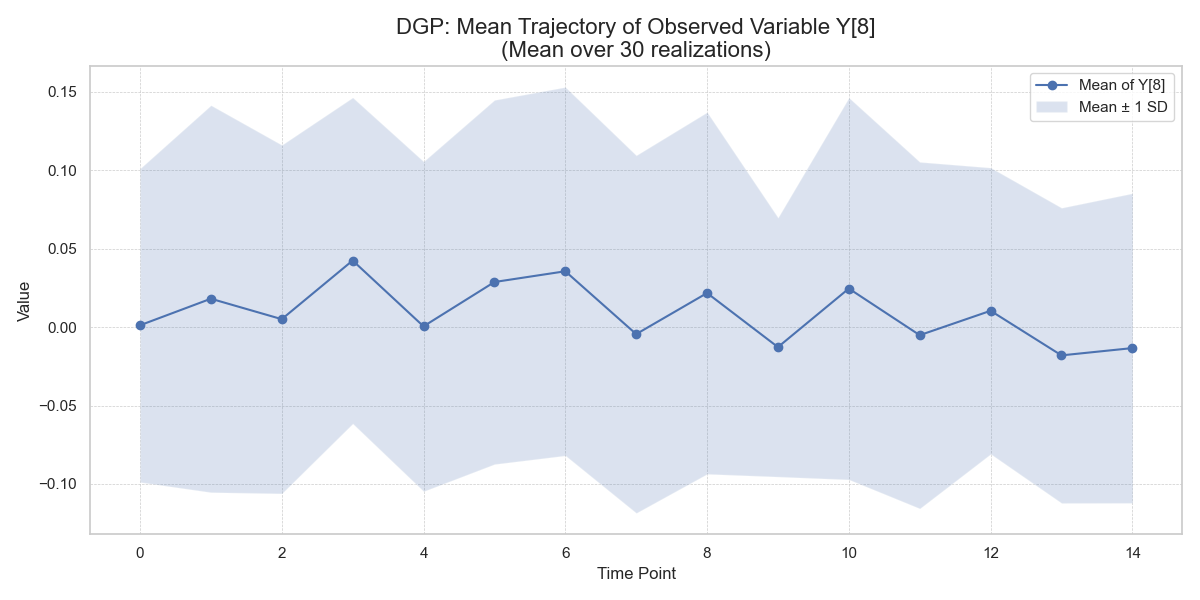 DGP: Mean Trajectory of Observed Variable Y[8]
(Mean over 30 realizations)
Mean of Y[8]
Mean ± 1 SD
Value
0.15
0.10
0.05
0.00
−0.05
−0.10
0 2 4 6 8 10 12 14
Time Point